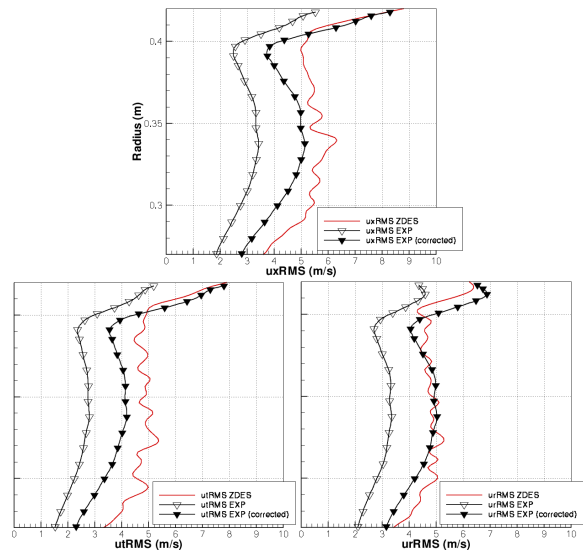 0.4
0.35
0.3
Radius (m)
0 1 2 3 4 5 6 7 8 9 10
uxRMS (m/s)
uxRMS ZDES
uxRMS EXP
uxRMS EXP (corrected)
0 1 2 3 4 5 6 7 8 9 10
utRMS (m/s)
utRMS ZDES
utRMS EXP
utRMS EXP (corrected)
0 1 2 3 4 5 6 7 8 9 10
urRMS (m/s)
urRMS ZDES
urRMS EXP
urRMS EXP (corrected)